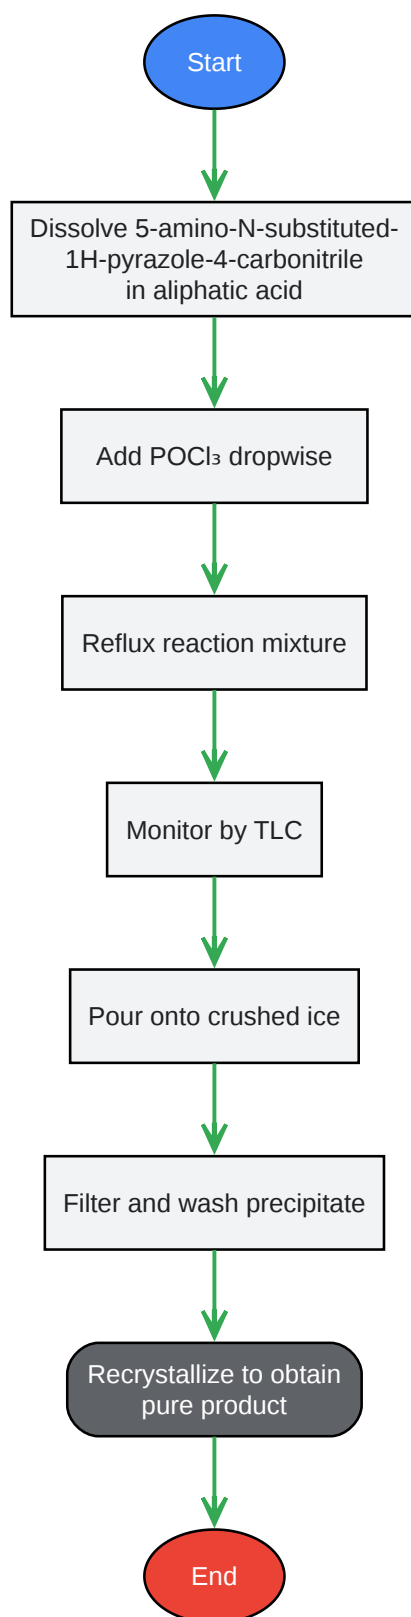 Start
Dissolve 5-amino-N-substituted-
1H-pyrazole-4-carbonitrile
in aliphatic acid
Add POCl₃ dropwise
Reflux reaction mixture
Monitor by TLC
Pour onto crushed ice
Filter and wash precipitate
Recrystallize to obtain
pure product
End